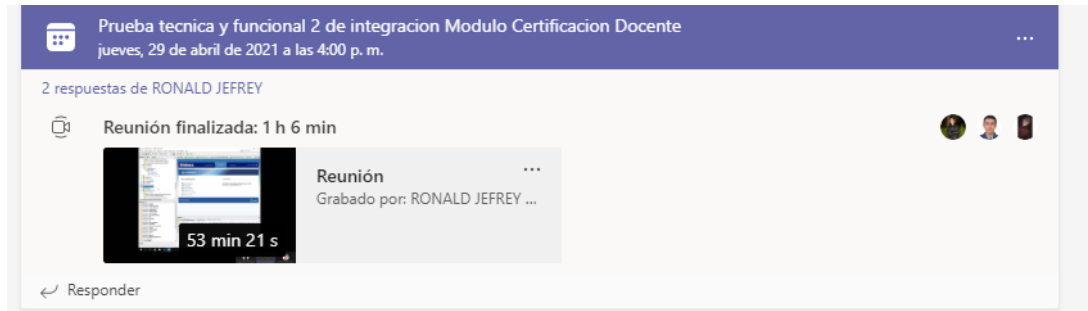 Prueba tecnica y funcional 2 de integracion Modulo Certificacion Docente
jueves, 29 de abril de 2021 a las 4:00 p. m.
2 respuestas de RONALD JEFREY
Reunión finalizada: 1 h 6 min
Reunión
Grabado por: RONALD JEFREY ...
53 min 21 s
Responder